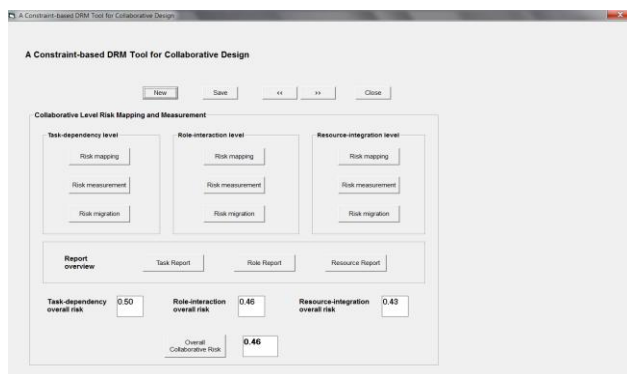 A Constraint-based DRM Tool for Collaborative Design
A Constraint-based DRM Tool for Collaborative Design
New Save << >> Close
Collaborative Level Risk Mapping and Measurement
Task-dependency level Role-interaction level Resource-integration level
Risk mapping Risk mapping Risk mapping
Risk measurement Risk measurement Risk measurement
Risk migration Risk migration Risk migration
Report
overview Task Report Role Report Resource Report
Task-dependency 0.50 Role-interaction 0.46 Resource-integration 0.43
overall risk overall risk overall risk
Overall 0.46
Collaborative Risk